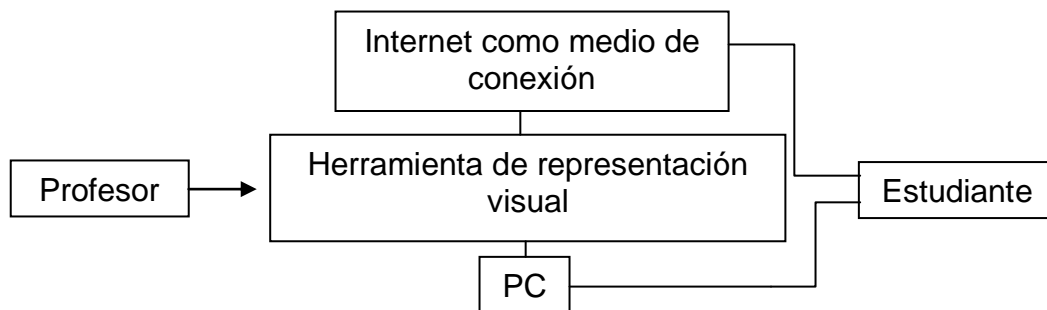 Internet como medio de
conexión
Herramienta de representación
visual
Profesor
Estudiante
PC